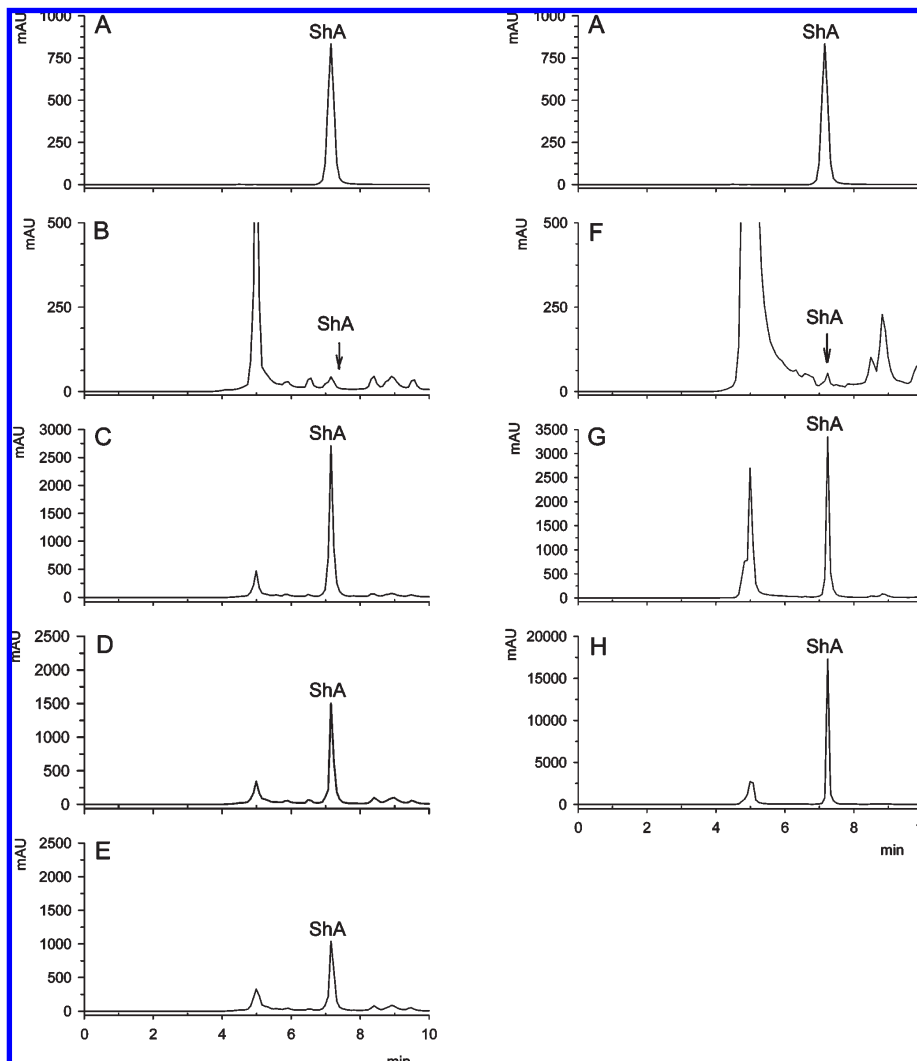 1000
mAU
A
ShA
750
500
250
0
500
mAU
B
ShA
250
0
3000
mAU
C
ShA
2500
2000
1500
1000
500
0
2500
mAU
D
ShA
2000
1500
1000
500
0
2500
mAU
E
ShA
2000
1500
1000
500
0
0 2 4 6 8 10
min
1000
mAU
A
ShA
750
500
250
0
500
mAU
F
ShA
250
0
3500
mAU
G
ShA
3000
2500
2000
1500
1000
500
0
20000
mAU
H
ShA
15000
10000
5000
0
0 2 4 6 8
min